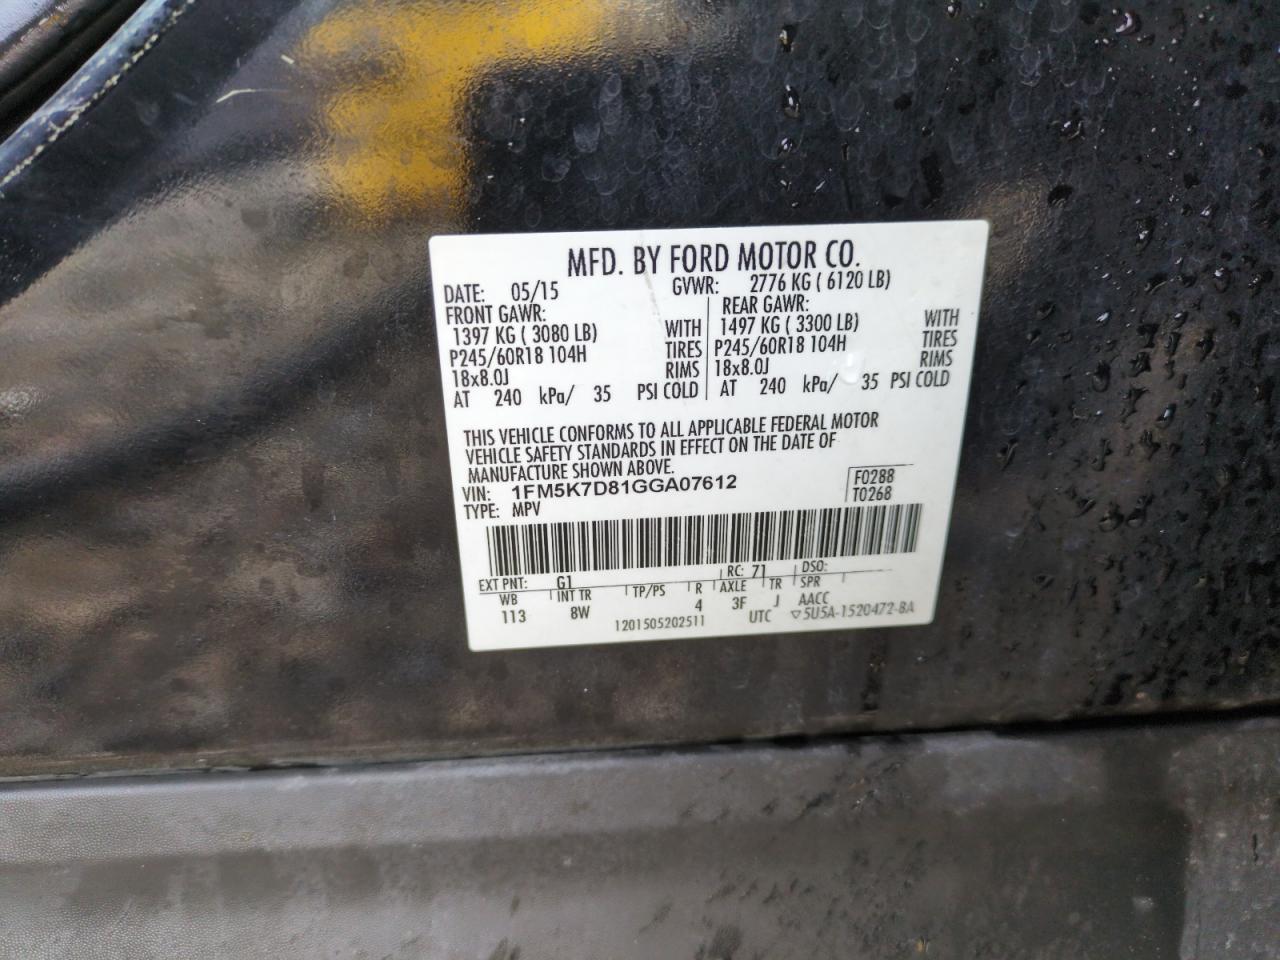 MFD. BY FORD MOTOR CO.
DATE: 05/15 GVWR: 2776 KG ( 6120 LB)
FRONT GAWR: REAR GAWR:
1397 KG ( 3080 LB) WITH 1497 KG ( 3300 LB) WITH
P245/60R18 104H TIRES P245/60R18 104H TIRES
18x8.0J RIMS 18x8.0J RIMS
AT 240 kPa/ 35 PSI COLD AT 240 kPa/ 35 PSI COLD
THIS VEHICLE CONFORMS TO ALL APPLICABLE FEDERAL MOTOR
VEHICLE SAFETY STANDARDS IN EFFECT ON THE DATE OF
MANUFACTURE SHOWN ABOVE.
VIN: 1FM5K7D81GGA07612 F0288
TYPE: MPV T0268
EXT PNT: G1 RC: 71 DSO:
WB INT TR TP/PS R AXLE TR SPR
113 8W 4 3F J AACC
1201505202511 UTC ▽5U5A-1520472-BA